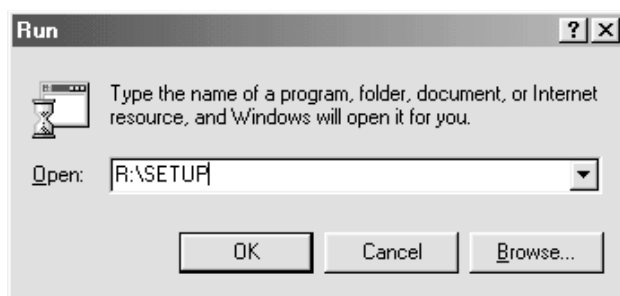 Run
Type the name of a program, folder, document, or Internet
resource, and Windows will open it for you.
Open: R:\SETUP
OK Cancel Browse...